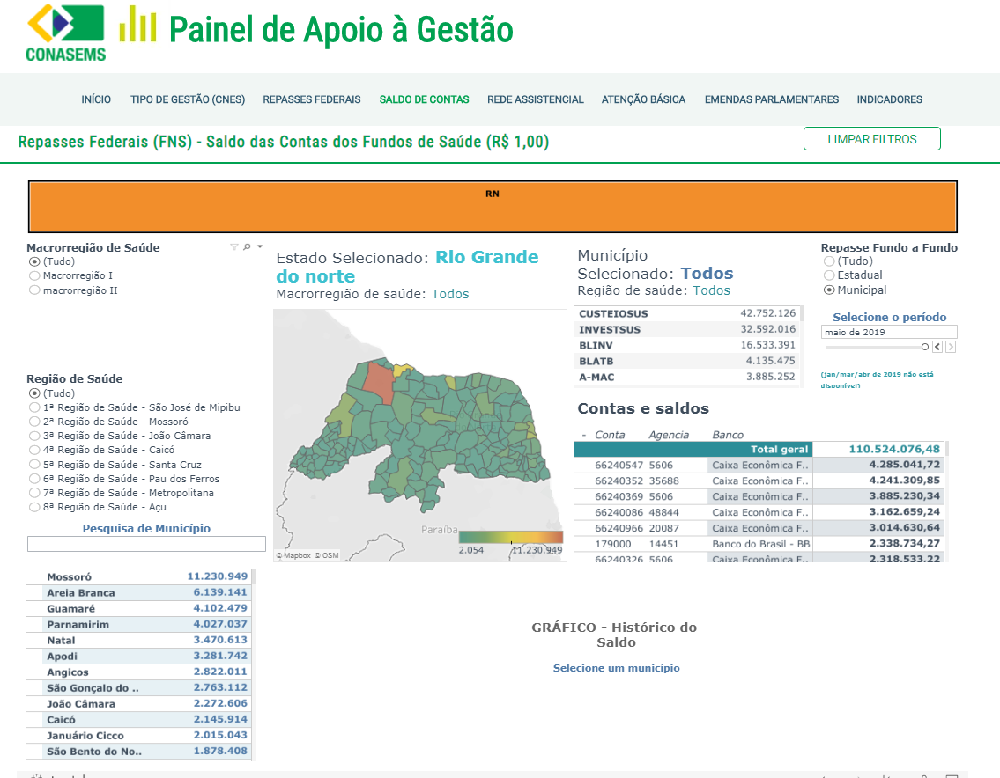 CONASEMS
Painel de Apoio à Gestão
INÍCIO TIPO DE GESTÃO (CNES) REPASSES FEDERAIS SALDO DE CONTAS REDE ASSISTENCIAL ATENÇÃO BÁSICA EMENDAS PARLAMENTARES INDICADORES
Repasses Federais (FNS) - Saldo das Contas dos Fundos de Saúde (R$ 1,00)
LIMPAR FILTROS
RN
Macrorregião de Saúde
(Tudo)
Macrorregião I
macrorregião II
Região de Saúde
(Tudo)
1ª Região de Saúde - São José de Mipibu
2ª Região de Saúde - Mossoró
3ª Região de Saúde - João Câmara
4ª Região de Saúde - Caicó
5ª Região de Saúde - Santa Cruz
6ª Região de Saúde - Pau dos Ferros
7ª Região de Saúde - Metropolitana
8ª Região de Saúde - Açu
Pesquisa de Município
Estado Selecionado: Rio Grande
do norte
Macrorregião de saúde: Todos
Paraíba
2.054 11.230.949
© Mapbox © OSM
Município
Selecionado: Todos
Região de saúde: Todos
CUSTEIOSUS 42.752.126
INVESTSUS 32.592.016
BLINV 16.533.391
BLATB 4.135.475
A-MAC 3.885.252
Contas e saldos
- Conta Agencia Banco
Total geral 110.524.076,48
66240547 5606 Caixa Econômica F.. 4.285.041,72
66240352 35688 Caixa Econômica F.. 4.241.309,85
66240369 5606 Caixa Econômica F.. 3.885.230,34
66240086 48844 Caixa Econômica F.. 3.162.659,24
66240966 20087 Caixa Econômica F.. 3.014.630,64
179000 14451 Banco do Brasil - BB 2.338.734,27
66240326 5606 Caixa Econômica F.. 2.318.533,22
Repasse Fundo a Fundo
(Tudo)
Estadual
Municipal
Selecione o período
maio de 2019
(jan/mar/abr de 2019 não está
disponível)
Mossoró 11.230.949
Areia Branca 6.139.141
Guamaré 4.102.479
Parnamirim 4.027.037
Natal 3.470.613
Apodi 3.281.742
Angicos 2.822.011
São Gonçalo do .. 2.763.112
João Câmara 2.272.606
Caicó 2.145.914
Januário Cicco 2.015.043
São Bento do No.. 1.878.408
GRÁFICO - Histórico do
Saldo
Selecione um município